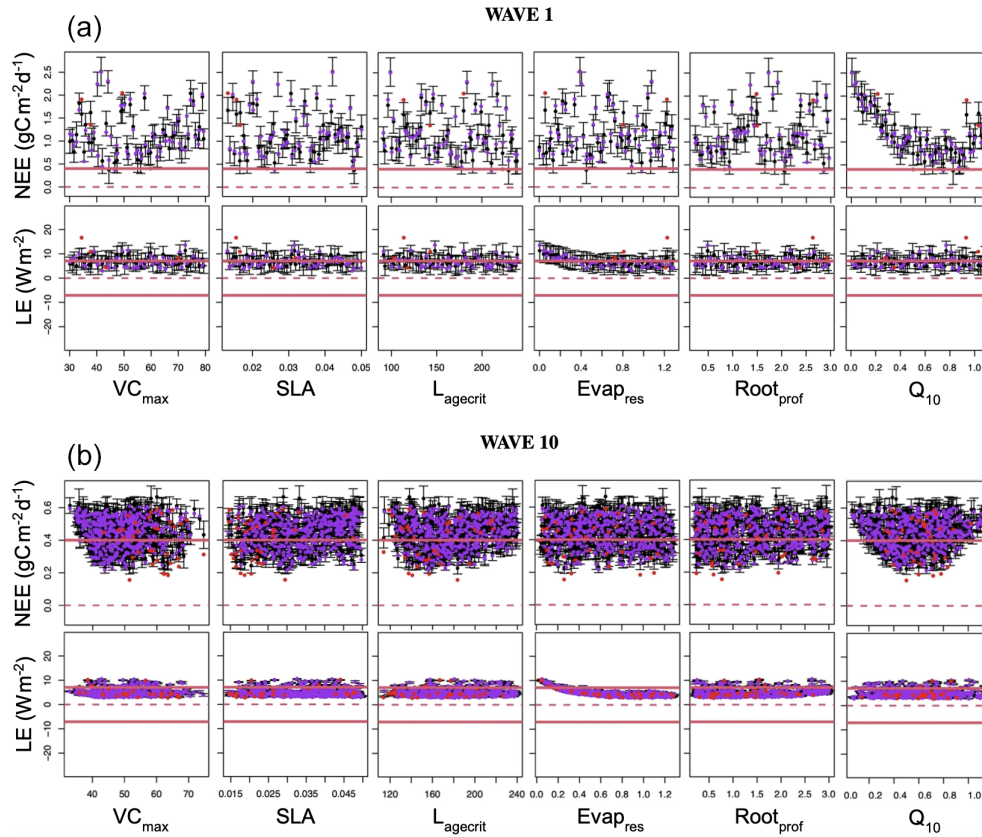 WAVE 1
(a)
NEE (gCm-2d-1)
0.0 0.5 1.0 1.5 2.0 2.5
LE (Wm-2)
-20 -10 0 10 20
30 40 50 60 70 80
0.02 0.03 0.04 0.05
100 150 200
0.0 0.2 0.4 0.6 0.8 1.0 1.2
0.5 1.0 1.5 2.0 2.5 3.0
0.0 0.2 0.4 0.6 0.8 1.0
VCmax SLA Lagecrit Evapres Rootprof Q10
WAVE 10
(b)
NEE (gCm-2d-1)
0.0 0.2 0.4 0.6
LE (Wm-2)
-20 -10 0 10 20
40 50 60 70
0.015 0.025 0.035 0.045
120 140 160 180 200 220 240
0.0 0.2 0.4 0.6 0.8 1.0 1.2
0.5 1.0 1.5 2.0 2.5 3.0
0.0 0.2 0.4 0.6 0.8 1.0
VCmax SLA Lagecrit Evapres Rootprof Q10